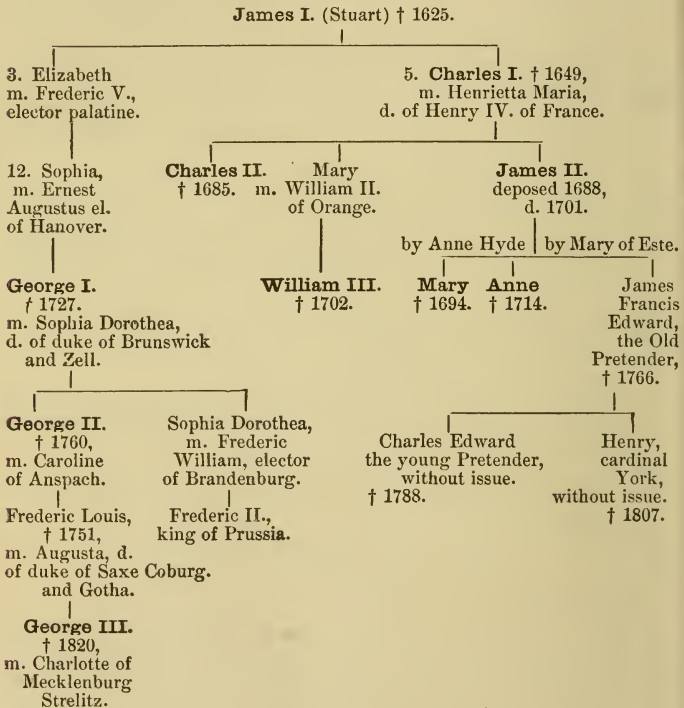 James I. (Stuart) † 1625.
3. Elizabeth
m. Frederic V.,
elector palatine.
5. Charles I. † 1649,
m. Henrietta Maria,
d. of Henry IV. of France.
12. Sophia,
m. Ernest
Augustus el.
of Hanover.
Charles II.
† 1685.
Mary
m. William II.
of Orange.
James II.
deposed 1688,
d. 1701.
by Anne Hyde
by Mary of Este.
George I.
† 1727.
m. Sophia Dorothea,
d. of duke of Brunswick
and Zell.
William III.
† 1702.
Mary
† 1694.
Anne
† 1714.
James
Francis
Edward,
the Old
Pretender,
† 1766.
George II.
† 1760,
m. Caroline
of Anspach.
Sophia Dorothea,
m. Frederic
William, elector
of Brandenburg.
Charles Edward
the young Pretender,
without issue.
† 1788.
Henry,
cardinal
York,
without issue.
† 1807.
Frederic Louis,
† 1751,
m. Augusta, d.
of duke of Saxe Coburg.
and Gotha.
Frederic II.,
king of Prussia.
George III.
† 1820,
m. Charlotte of
Mecklenburg
Strelitz.